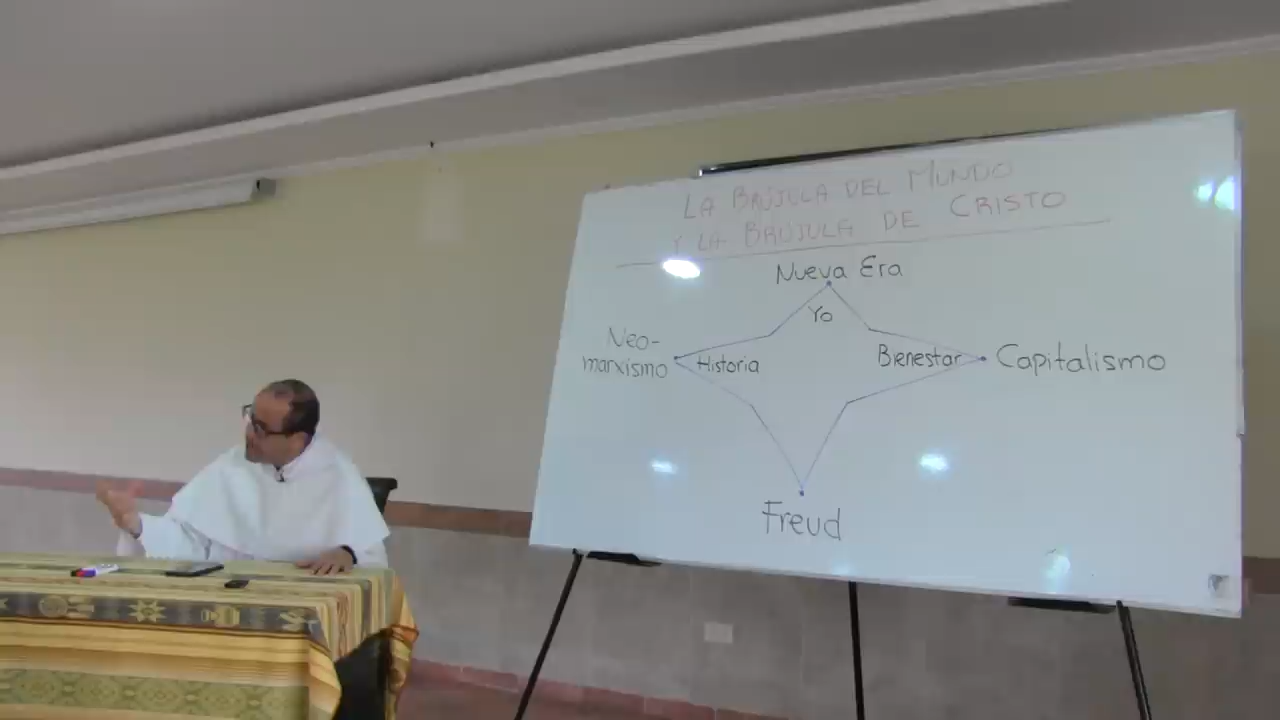 LA BRÚJULA DEL MUNDO
Y LA BRÚJULA DE CRISTO
Nueva Era
Yo
Neo-
marxismo
Historia
Bienestar
Capitalismo
Freud